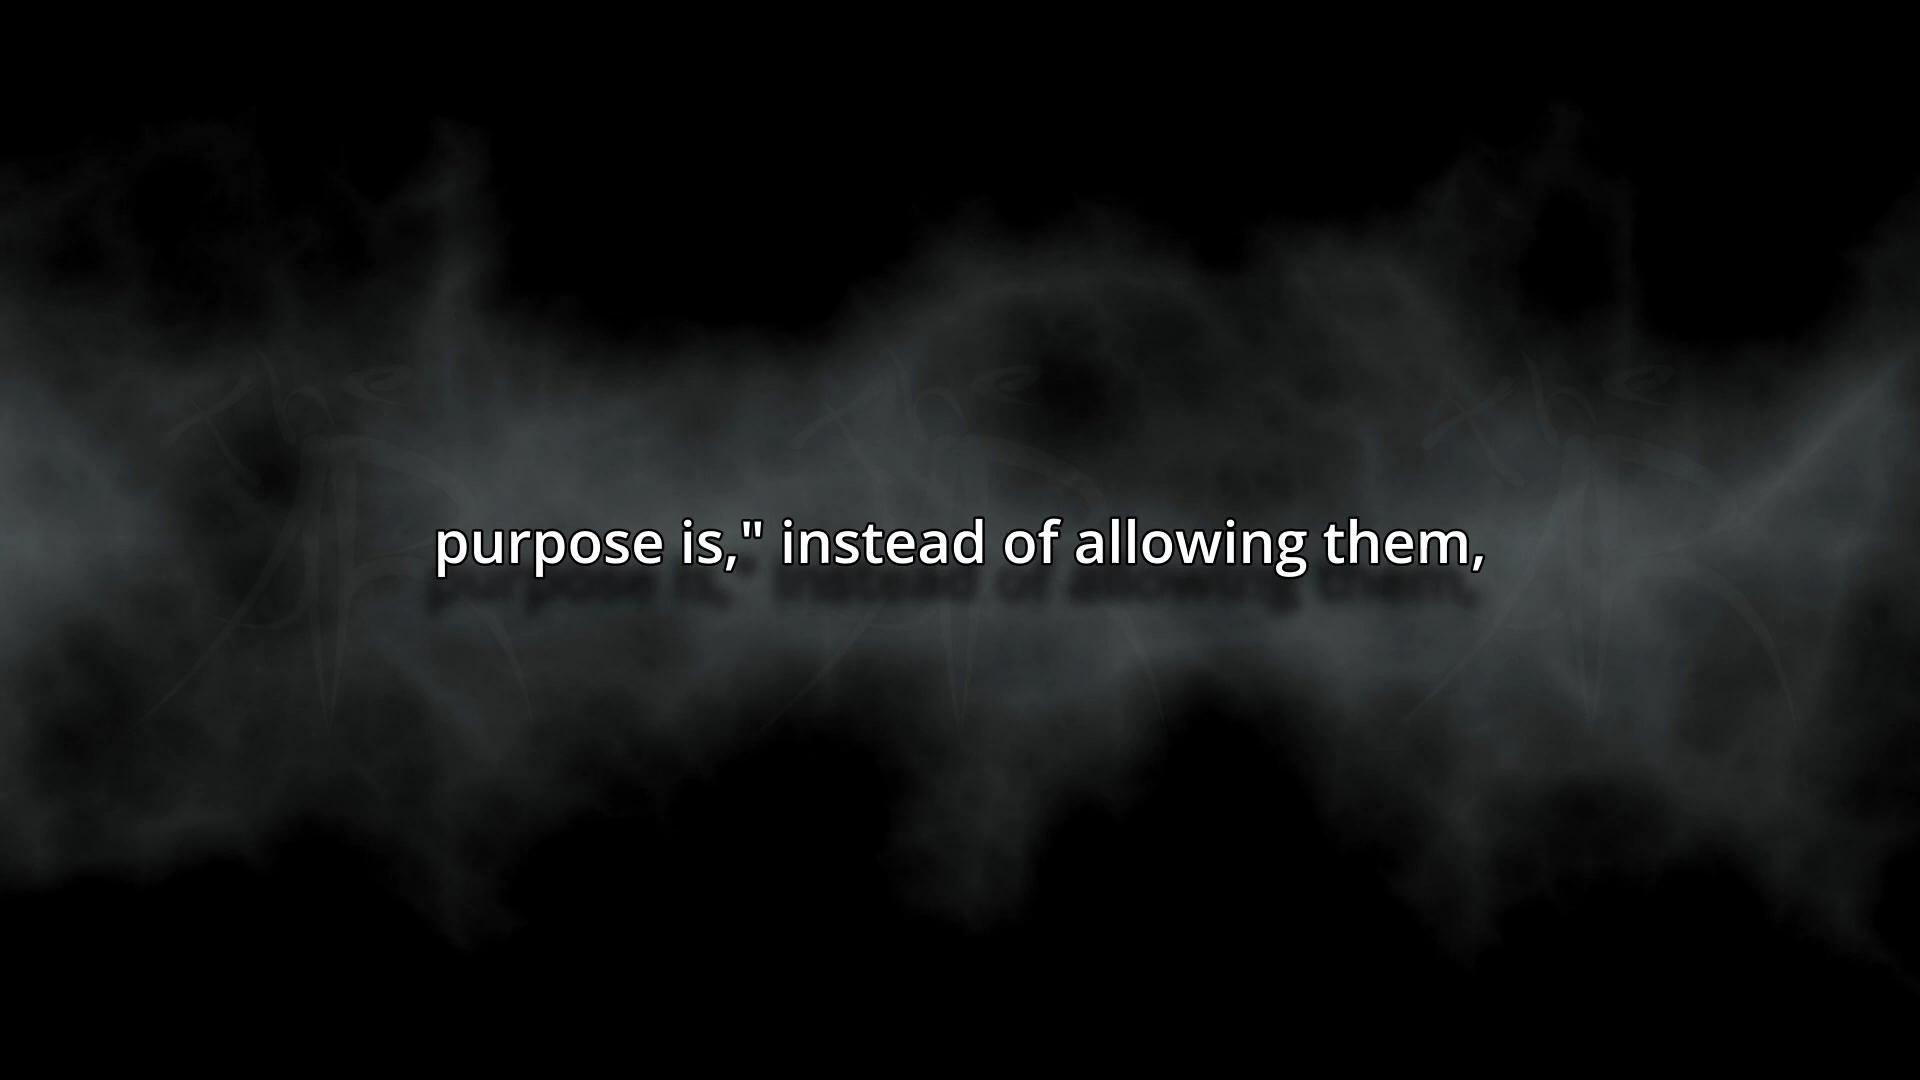 purpose is," instead of allowing them,